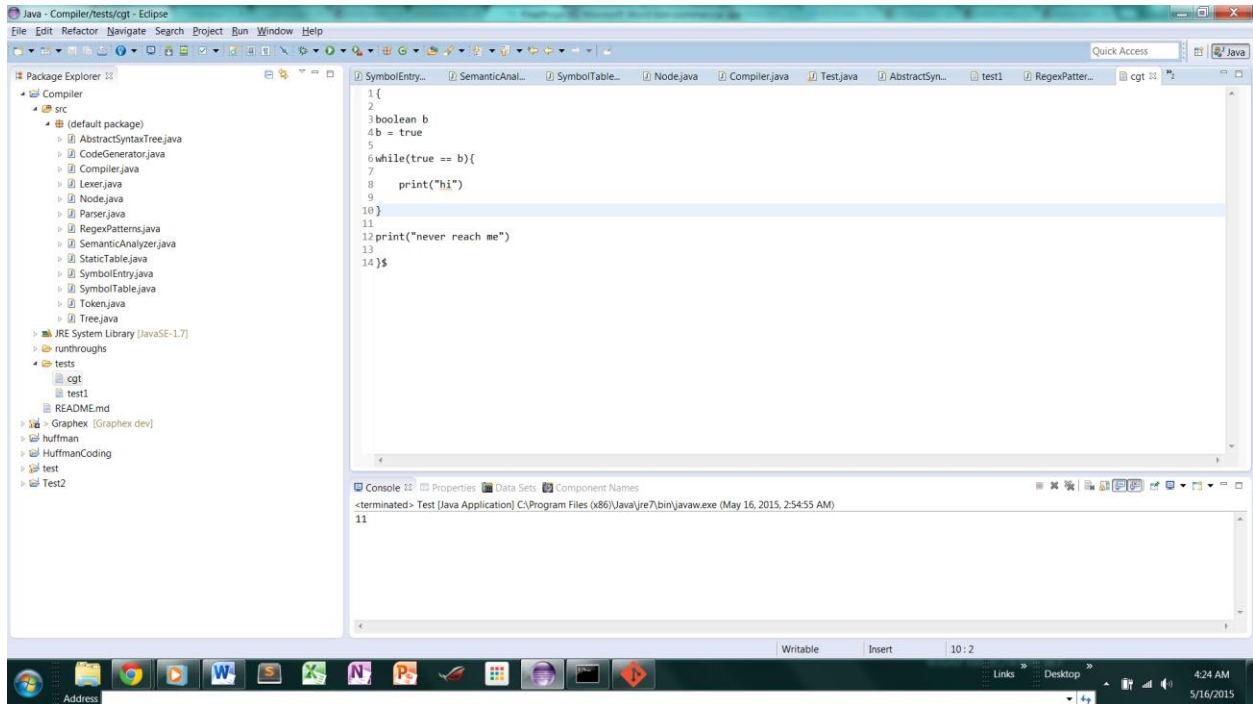 Java - Compiler/tests/cgt - Eclipse
File Edit Refactor Navigate Search Project Run Window Help
Quick Access
Java
Package Explorer
Compiler
src
(default package)
AbstractSyntaxTree.java
CodeGenerator.java
Compiler.java
Lexer.java
Node.java
Parser.java
RegexPatterns.java
SemanticAnalyzer.java
StaticTable.java
SymbolEntry.java
SymbolTable.java
Token.java
Tree.java
JRE System Library [JavaSE-1.7]
runthroughs
tests
cgt
test1
README.md
> Graphex [Graphex dev]
huffman
HuffmanCoding
test
Test2
SymbolEntry... SemanticAnal... SymbolTable... Node.java Compiler.java Test.java AbstractSyn... test1 RegexPatter... cgt »2
1 {
2
3 boolean b
4 b = true
5
6 while(true == b){
7
8 print("hi")
9
10 }
11
12 print("never reach me")
13
14 }$
Console Properties Data Sets Component Names
<terminated> Test [Java Application] C:\Program Files (x86)\Java\jre7\bin\javaw.exe (May 16, 2015, 2:54:55 AM)
11
Writable Insert 10 : 2
Address
Links » Desktop »
4:24 AM
5/16/2015